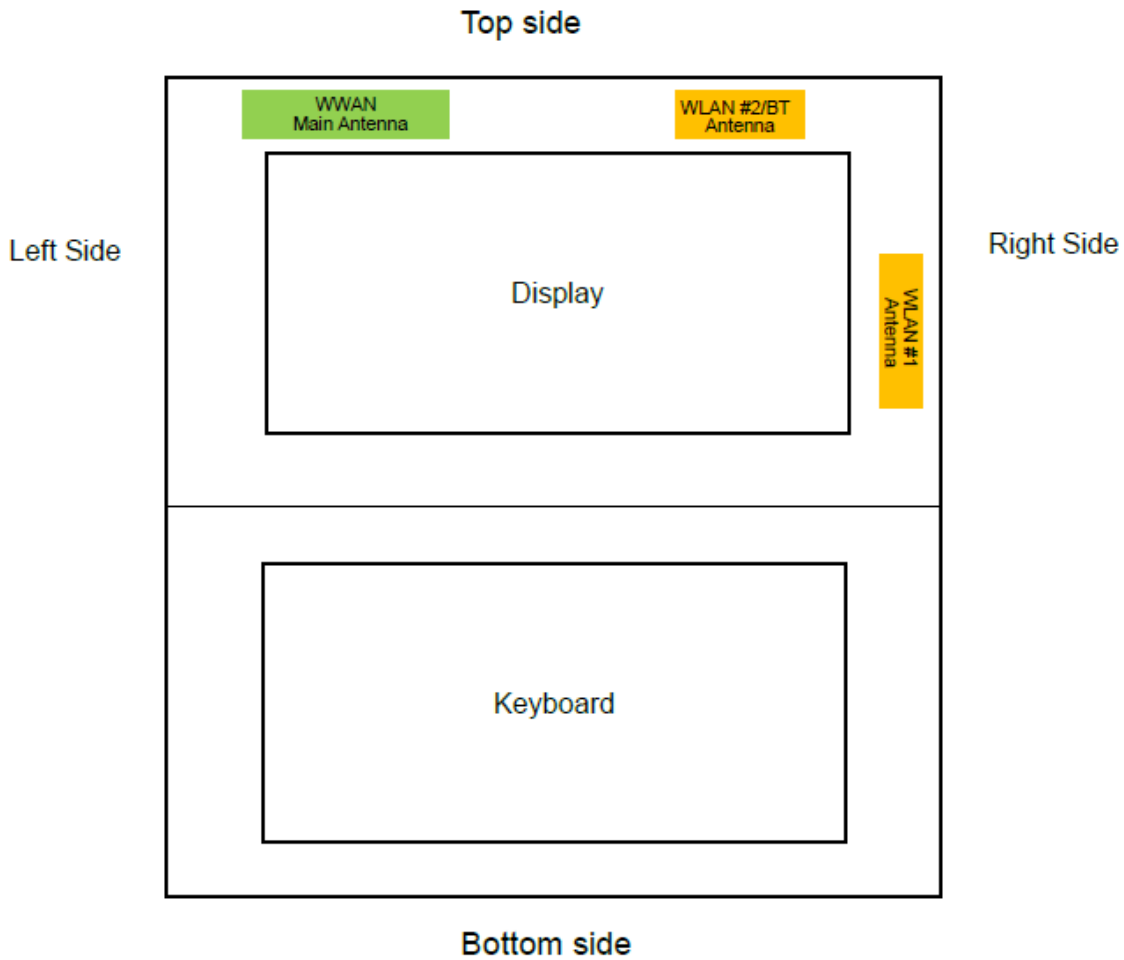 Top side
WWAN
Main Antenna
WLAN #2/BT
Antenna
Left Side
Right Side
Display
WLAN #1
Antenna
Keyboard
Bottom side